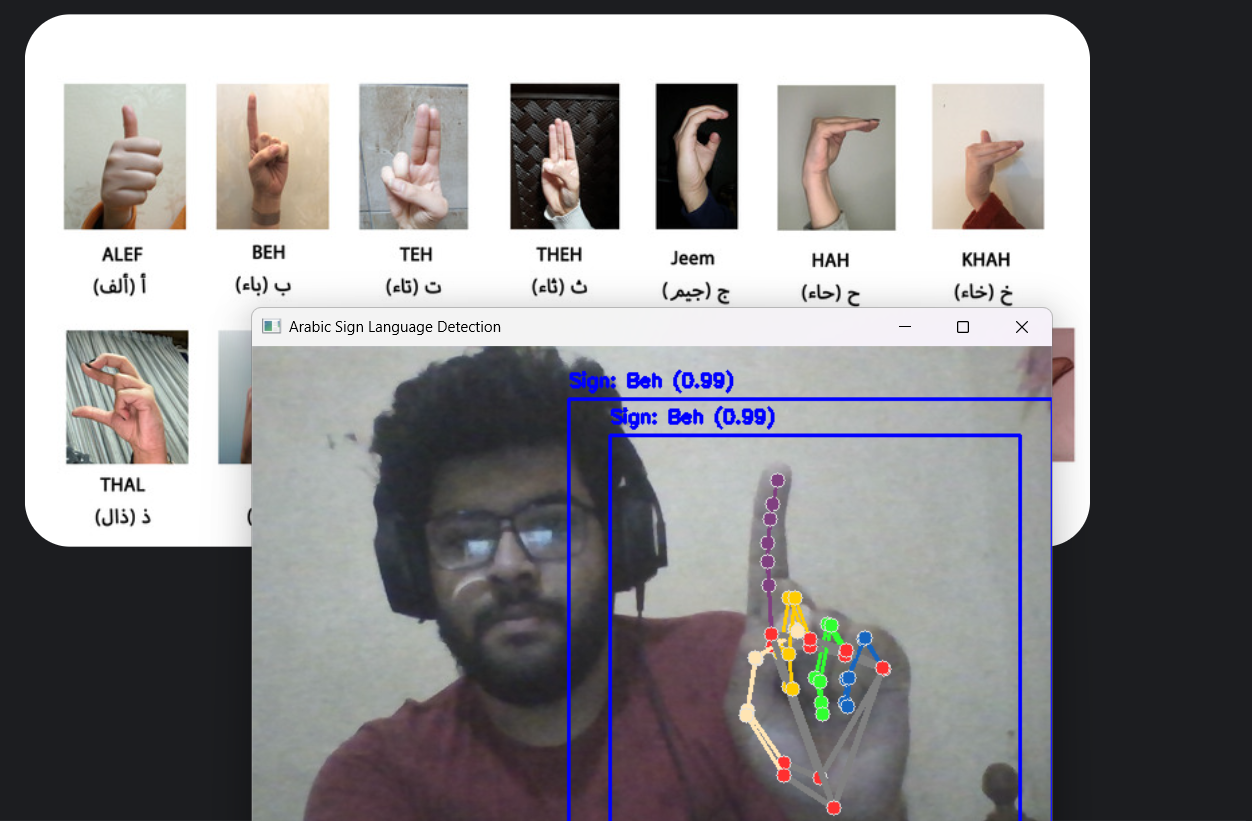 ALEF
أ (ألف)
BEH
ب (باء)
TEH
ت (تاء)
THEH
ث (ثاء)
Jeem
ج (جيم)
HAH
ح (حاء)
KHAH
خ (خاء)
THAL
ذ (ذال)
Arabic Sign Language Detection
Sign: Beh (0.99)
Sign: Beh (0.99)